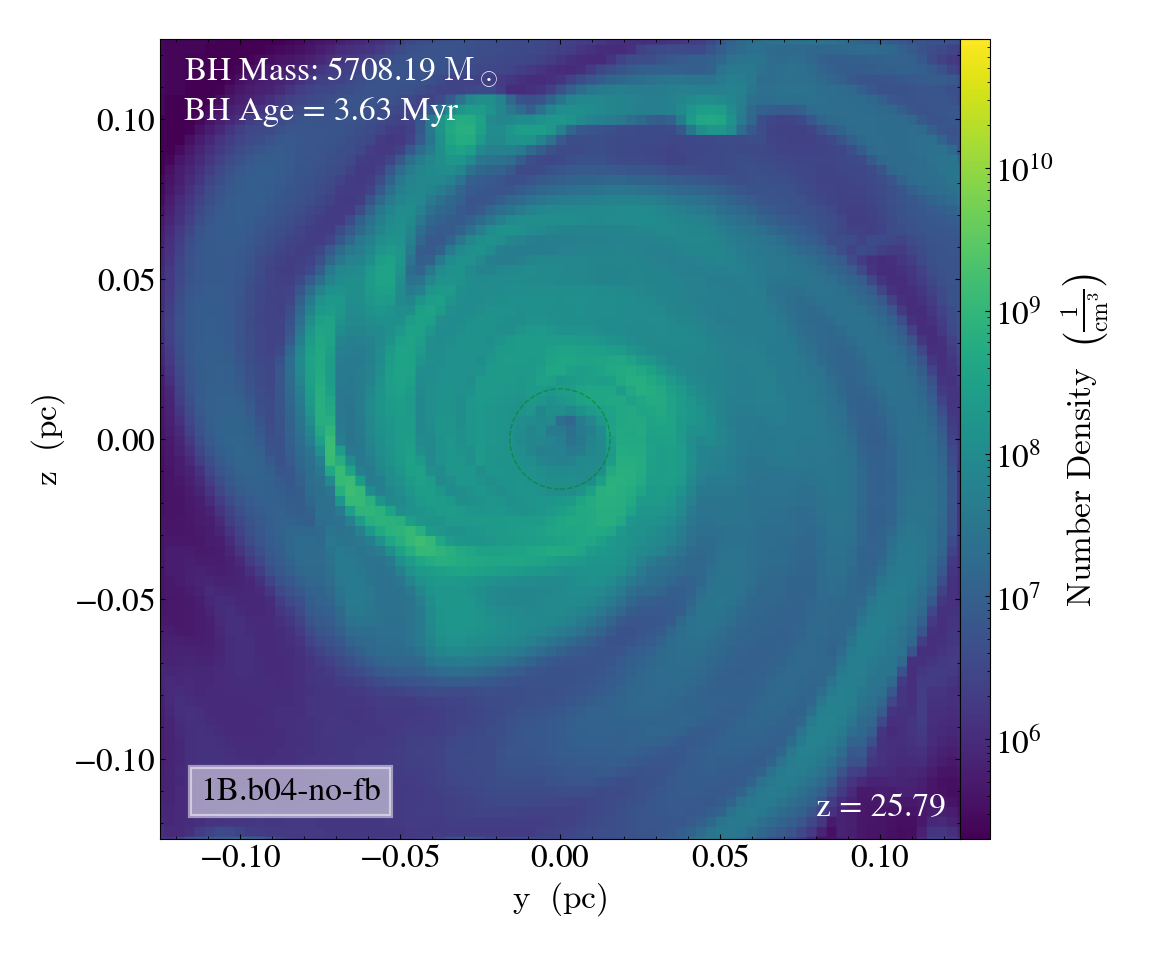 BH Mass: 5708.19 M⊙
BH Age = 3.63 Myr
0.10
0.05
0.00
−0.05
−0.10
z (pc)
1B.b04-no-fb
z = 25.79
−0.10 −0.05 0.00 0.05 0.10
y (pc)
10¹⁰
10⁹
10⁸
10⁷
10⁶
Number Density (1/cm³)